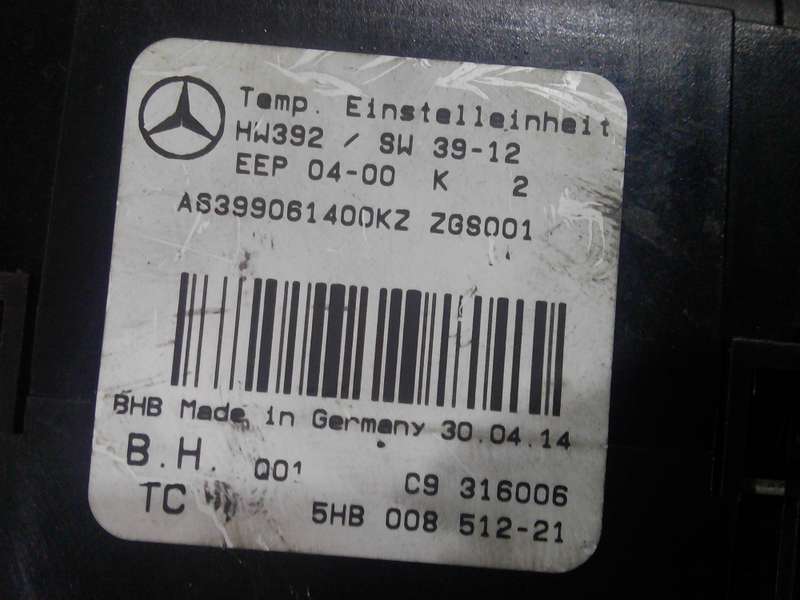 Temp. Einstelleinheit
HW392 / SW 39-12
EEP 04-00 K 2
AS399061400KZ ZGS001
BHB Made in Germany 30.04.14
B.H. Q01 C9 316006
TC 5HB 008 512-21